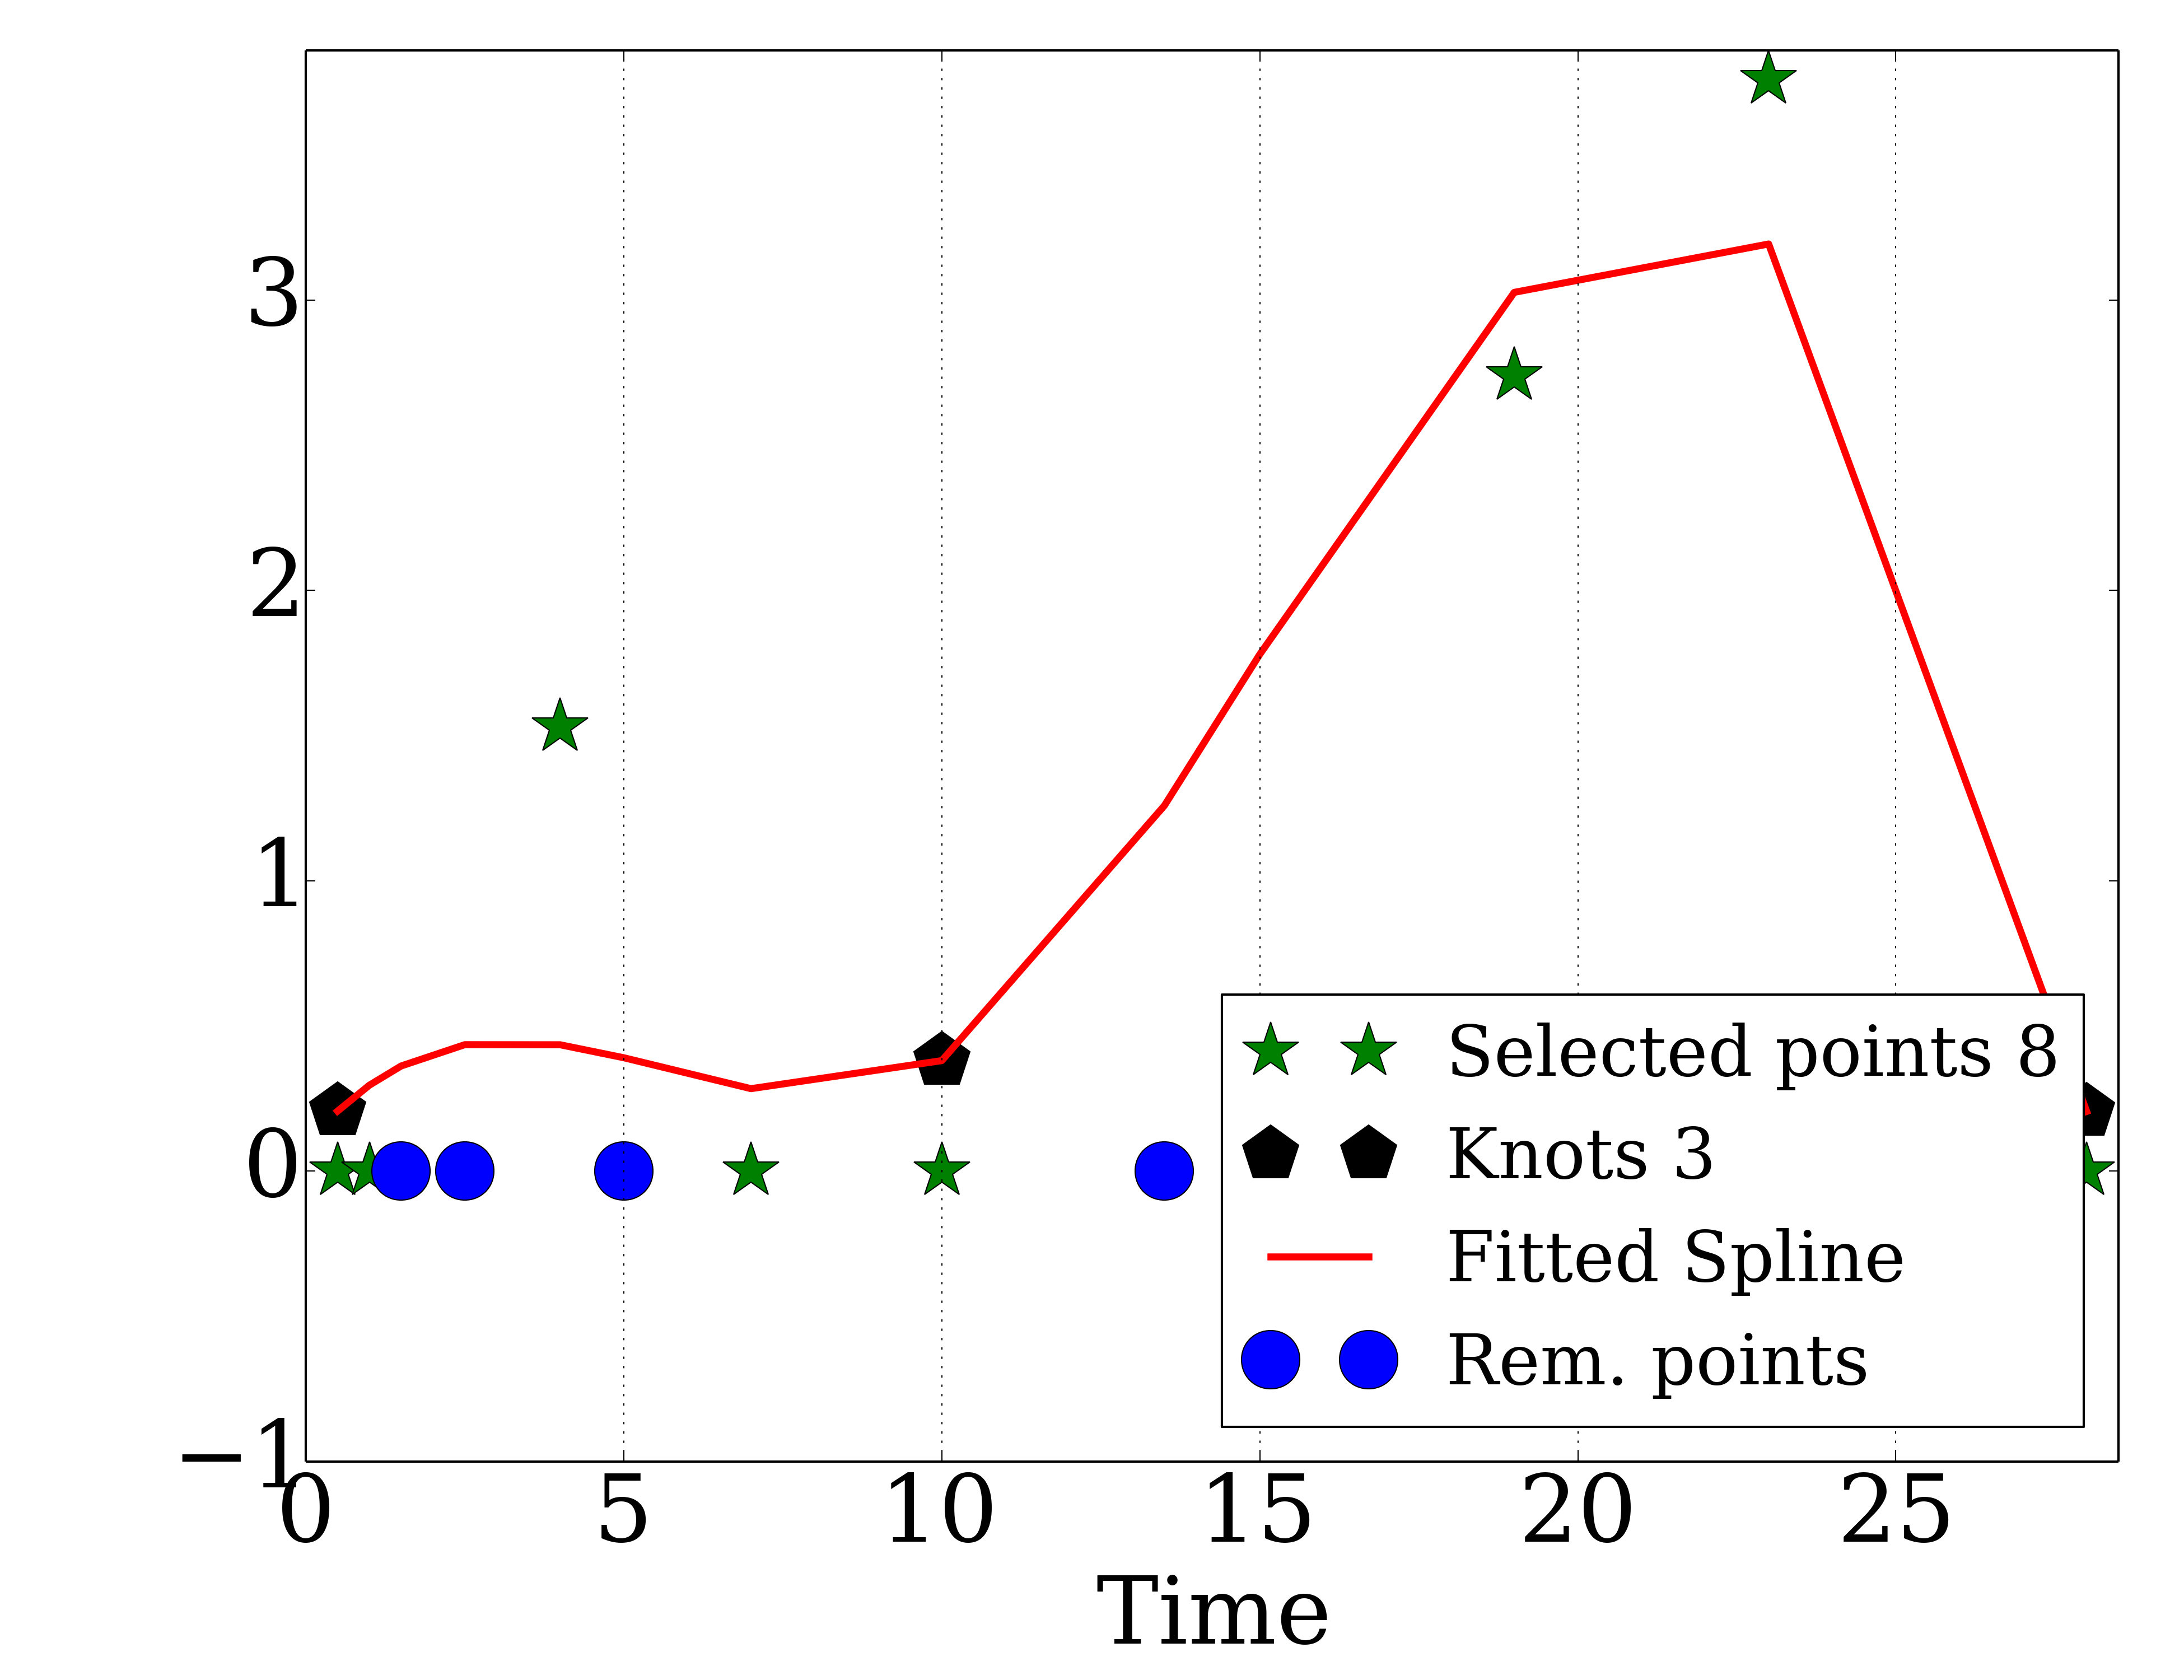 3
2
1
0
−1
Selected points 8
Knots 3
Fitted Spline
Rem. points
0 5 10 15 20 25
Time